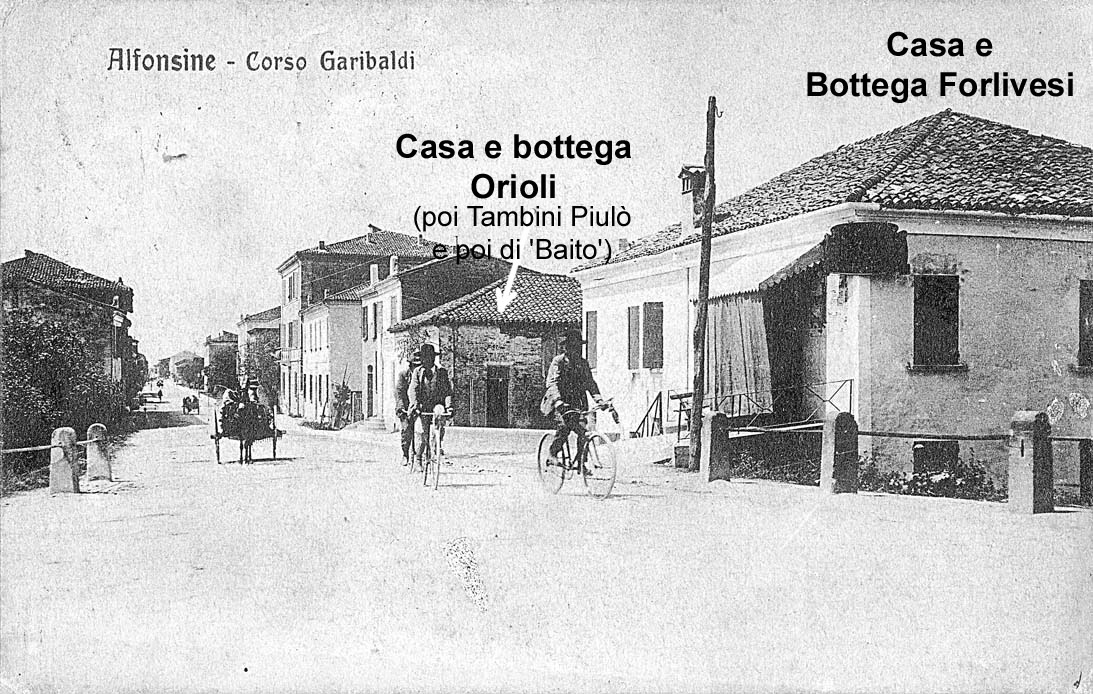 Alfonsine - Corso Garibaldi
Casa e
Bottega Forlivesi
Casa e bottega
Orioli
(poi Tambini Piulò
e poi di 'Baito')